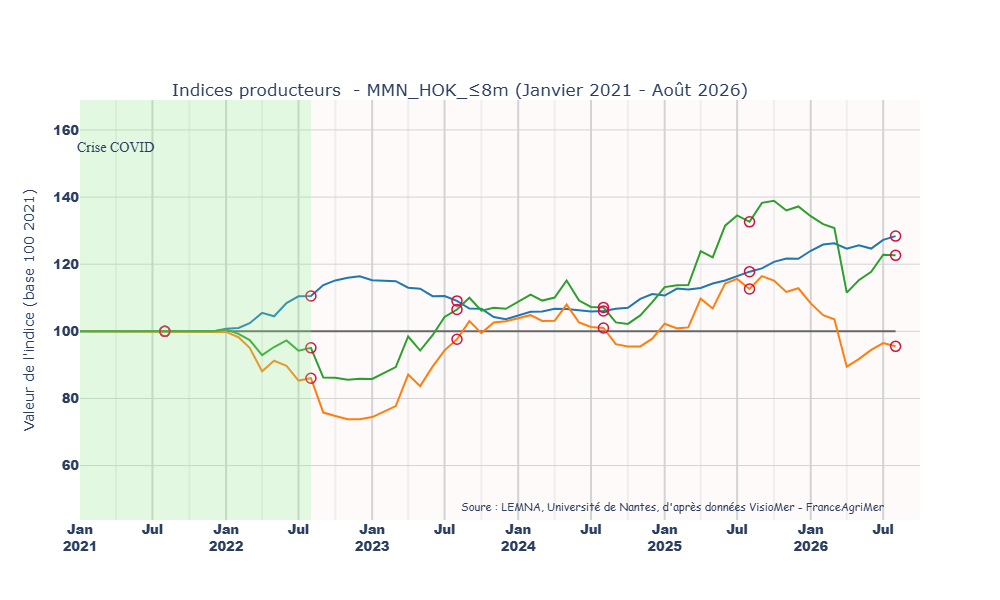 Indices producteurs - MMN_HOK_≤8m (Janvier 2021 - Août 2026)
Valeur de l'indice (base 100 2021)
160
140
120
100
80
60
Crise COVID
Soure : LEMNA, Université de Nantes, d'après données VisioMer - FranceAgriMer
Jan Jul Jan Jul Jan Jul Jan Jul Jan Jul Jan Jul
2021 2022 2023 2024 2025 2026